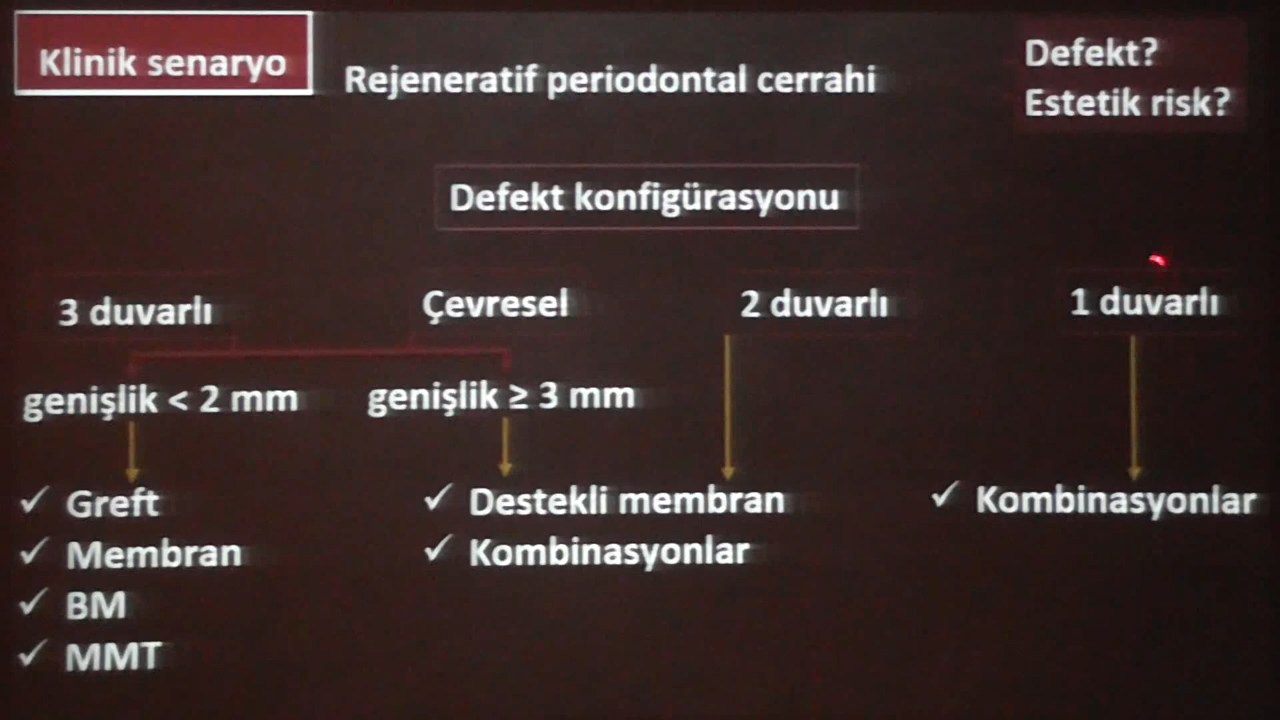 Klinik senaryo
Rejeneratif periodontal cerrahi
Defekt?
Estetik risk?
Defekt konfigürasyonu
3 duvarlı
Çevresel
2 duvarlı
1 duvarlı
genişlik < 2 mm
genişlik ≥ 3 mm
✓ Greft
✓ Membran
✓ BM
✓ MMT
✓ Destekli membran
✓ Kombinasyonlar
✓ Kombinasyonlar